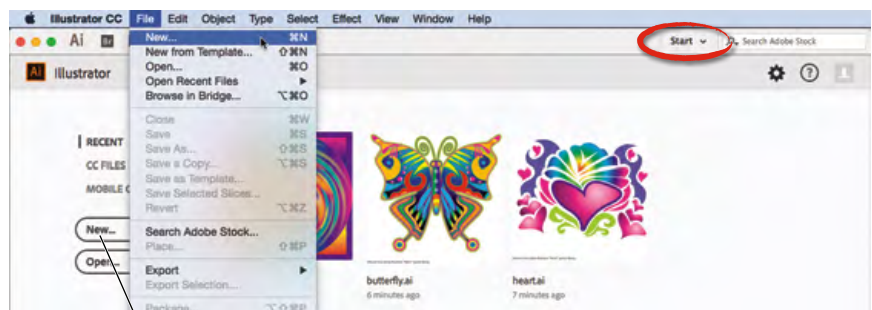 Illustrator CC File Edit Object Type Select Effect View Window Help
Ai Br Start Search Adobe Stock
Ai Illustrator ?
New... ⌘N
New from Template... ⇧⌘N
Open... ⌘O
Open Recent Files ▶
Browse in Bridge... ⌥⌘O
Close ⌘W
Save ⌘S
Save As... ⇧⌘S
Save a Copy... ⌥⌘S
Save as Template...
Save Selected Slices...
Revert ⌥⌘Z
Search Adobe Stock...
Place... ⇧⌘P
Export ▶
Export Selection...
Package... ⌥⇧⌘P
RECENT
CC FILES
MOBILE
New...
Open...
butterfly.ai
6 minutes ago
heart.ai
7 minutes ago